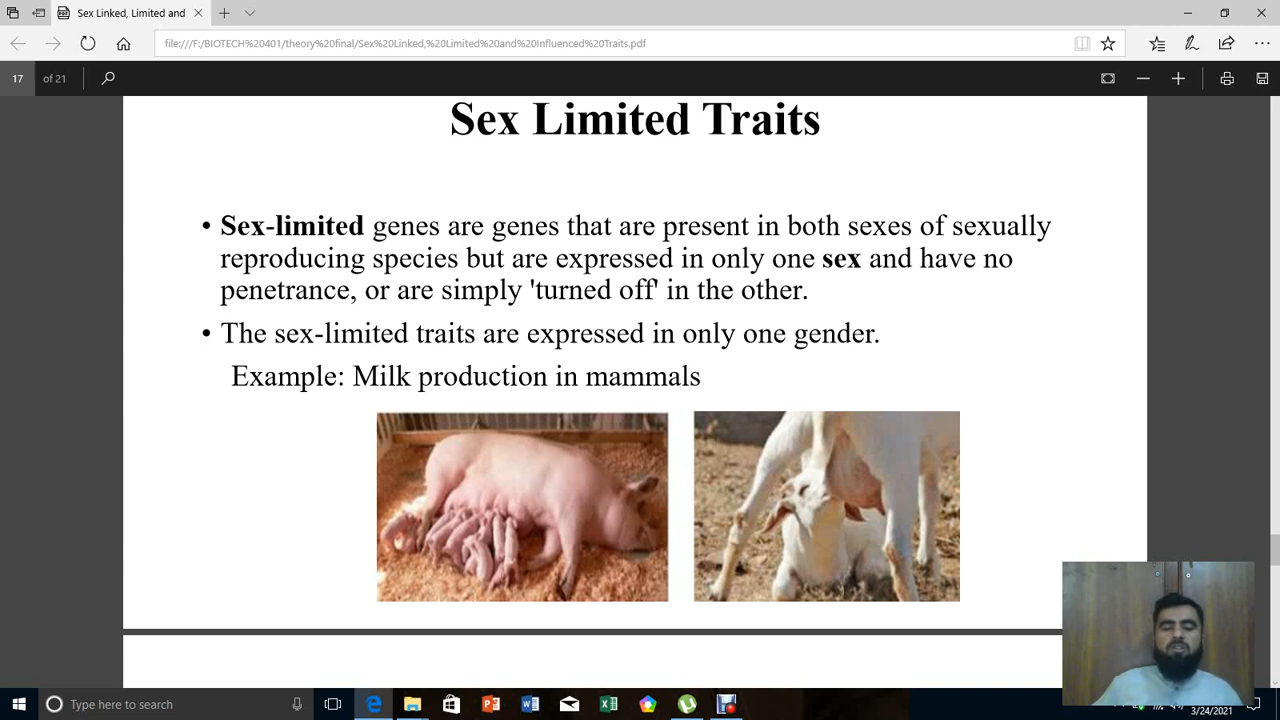 Sex Linked, Limited and
file:///F:/BIOTECH%20401/theory%20final/Sex%20Linked,%20Limited%20and%20Influenced%20Traits.pdf
17 of 21
Sex Limited Traits
• Sex-limited genes are genes that are present in both sexes of sexually
reproducing species but are expressed in only one sex and have no
penetrance, or are simply 'turned off' in the other.
• The sex-limited traits are expressed in only one gender.
Example: Milk production in mammals
Type here to search
3/24/2021